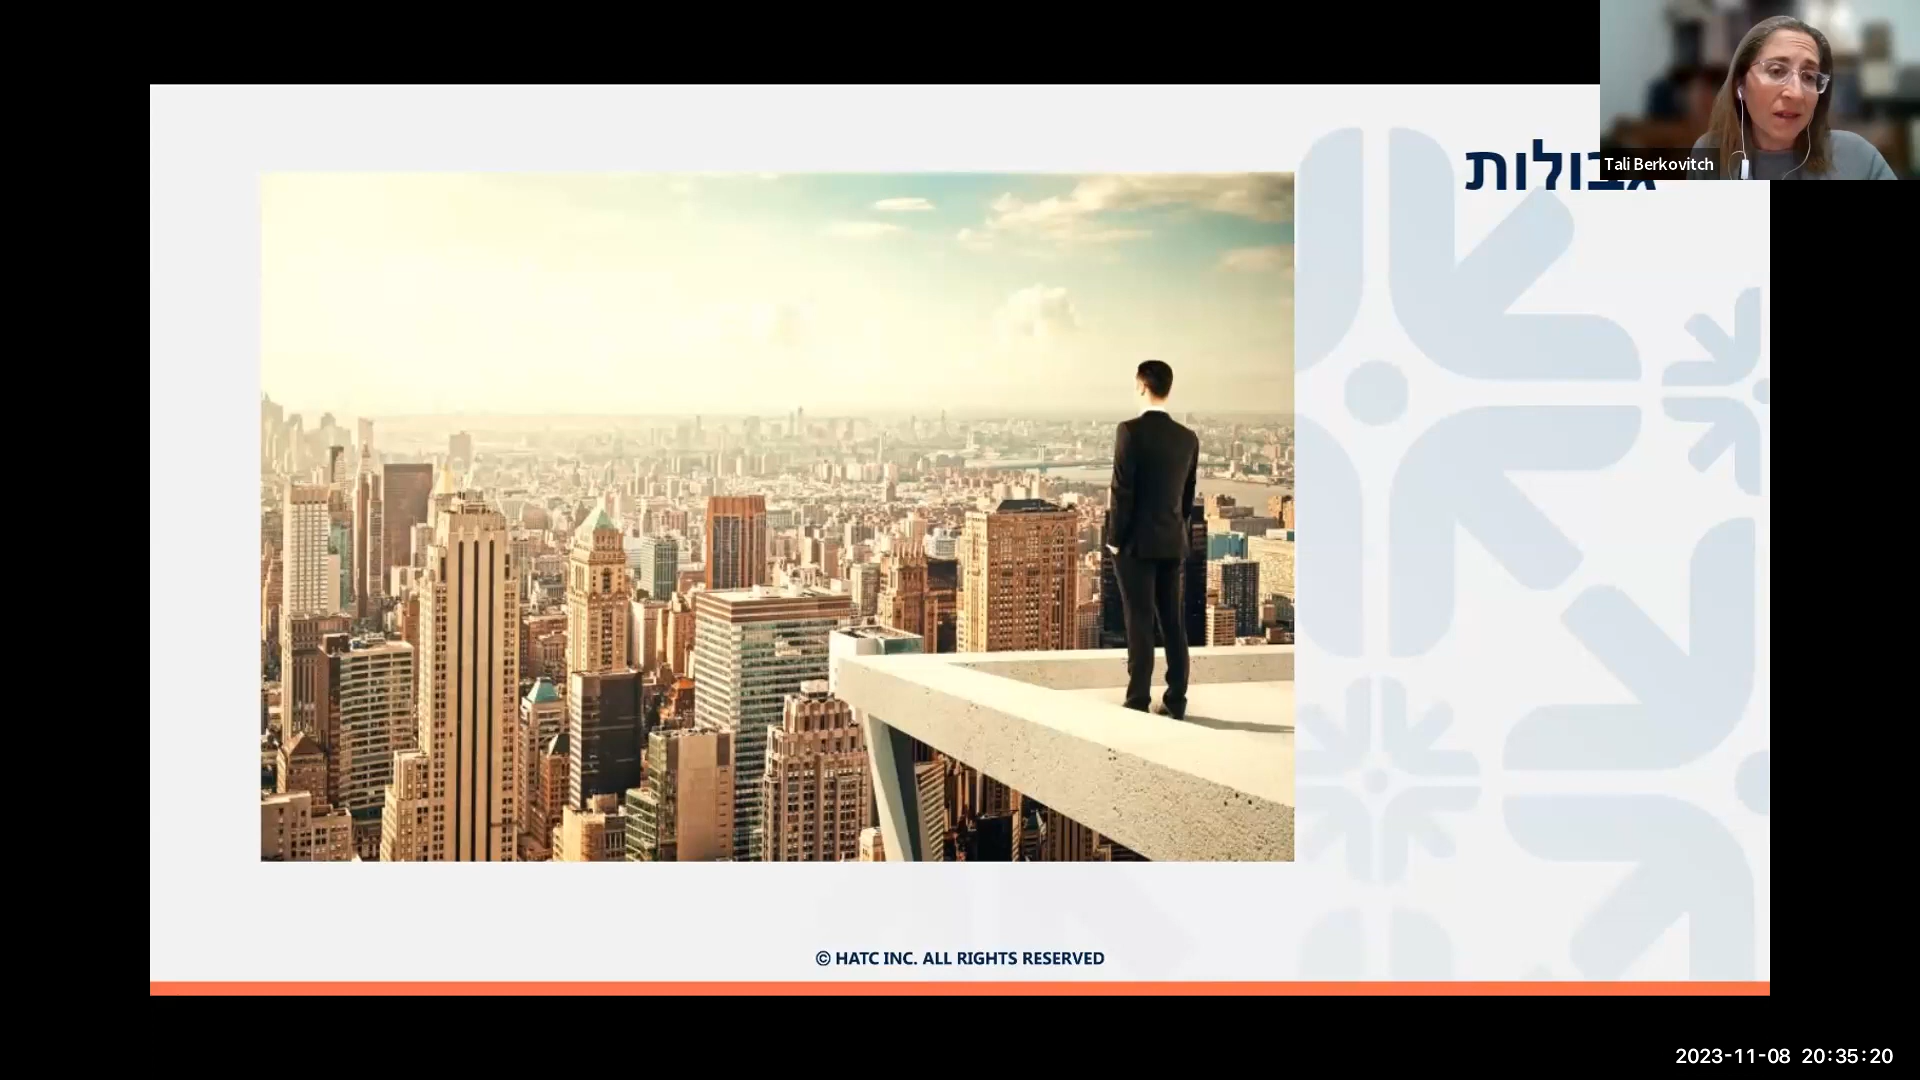 גבולות
Tali Berkovitch
© HATC INC. ALL RIGHTS RESERVED
2023-11-08 20:35:20